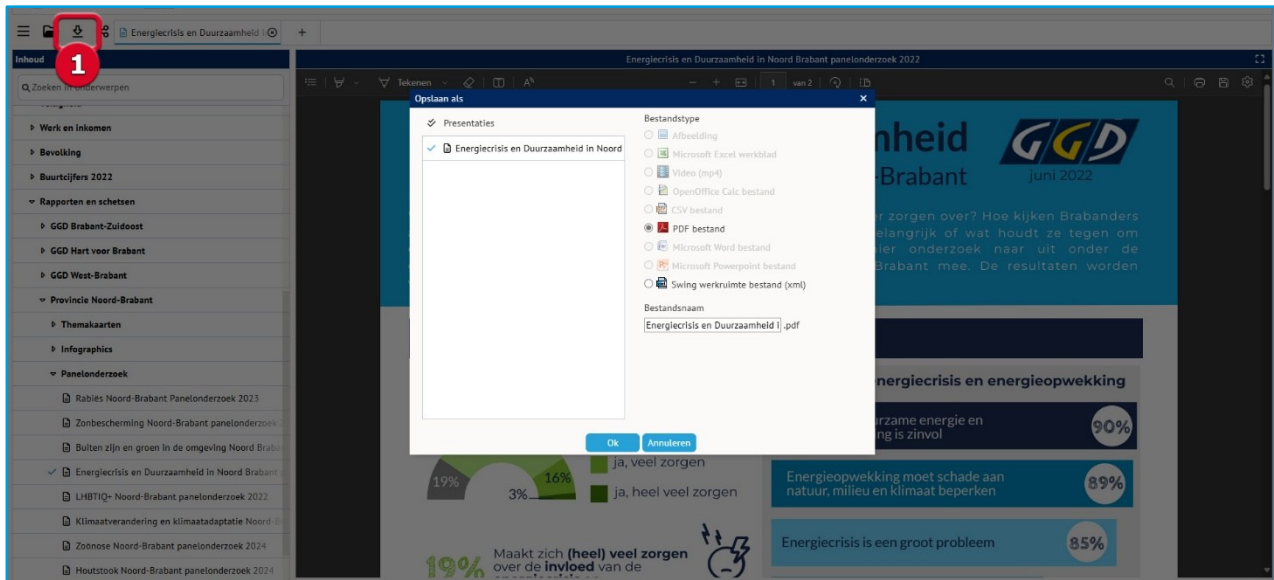 Energiecrisis en Duurzaamheid i
1
Inhoud
Energiecrisis en Duurzaamheid in Noord Brabant panelonderzoek 2022
Zoeken in onderwerpen
Tekenen
1 van 2
Werk en inkomen
Bevolking
Buurtcijfers 2022
Rapporten en schetsen
GGD Brabant-Zuidoost
GGD Hart voor Brabant
GGD West-Brabant
Provincie Noord-Brabant
Themakaarten
Infographics
Panelonderzoek
Rabiës Noord-Brabant Panelonderzoek 2023
Zonbescherming Noord-Brabant panelonderzoek
Buiten zijn en groen in de omgeving Noord Brab
Energiecrisis en Duurzaamheid in Noord Brabant
LHBTIQ+ Noord-Brabant panelonderzoek 2022
Klimaatverandering en klimaatadaptatie Noord-
Zoönose Noord-Brabant panelonderzoek 2024
Houtstook Noord-Brabant panelonderzoek 2024
Opslaan als
Presentaties
Energiecrisis en Duurzaamheid in Noord
Bestandstype
Afbeelding
Microsoft Excel werkblad
Video (mp4)
OpenOffice Calc bestand
CSV bestand
PDF bestand
Microsoft Word bestand
Microsoft Powerpoint bestand
Swing werkruimte bestand (xml)
Bestandsnaam
Energiecrisis en Duurzaamheid i .pdf
Ok Annuleren
nheid
-Brabant
GGD
juni 2022
er zorgen over? Hoe kijken Brabanders
elangrijk of wat houdt ze tegen om
ier onderzoek naar uit onder de
Brabant mee. De resultaten worden
nergiecrisis en energieopwekking
urzame energie en
ng is zinvol
90%
Energieopwekking moet schade aan
natuur, milieu en klimaat beperken
89%
Energiecrisis is een groot probleem
85%
19%
3%
16%
ja, veel zorgen
ja, heel veel zorgen
19%
Maakt zich (heel) veel zorgen
over de invloed van de